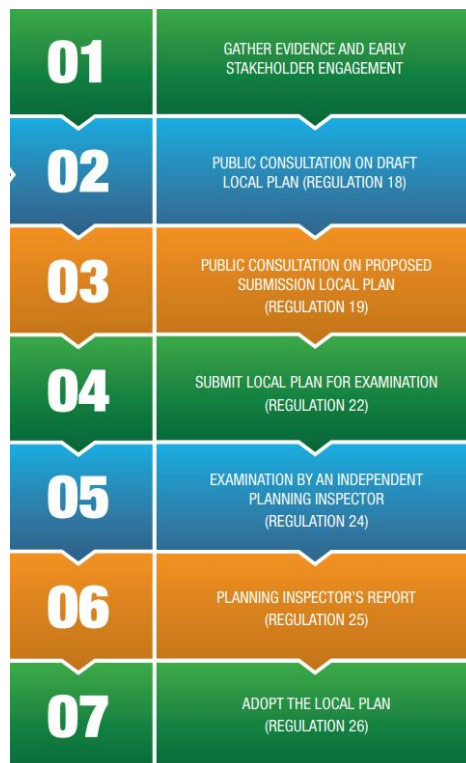 01
GATHER EVIDENCE AND EARLY
STAKEHOLDER ENGAGEMENT
02
PUBLIC CONSULTATION ON DRAFT
LOCAL PLAN (REGULATION 18)
03
PUBLIC CONSULTATION ON PROPOSED
SUBMISSION LOCAL PLAN
(REGULATION 19)
04
SUBMIT LOCAL PLAN FOR EXAMINATION
(REGULATION 22)
05
EXAMINATION BY AN INDEPENDENT
PLANNING INSPECTOR
(REGULATION 24)
06
PLANNING INSPECTOR'S REPORT
(REGULATION 25)
07
ADOPT THE LOCAL PLAN
(REGULATION 26)